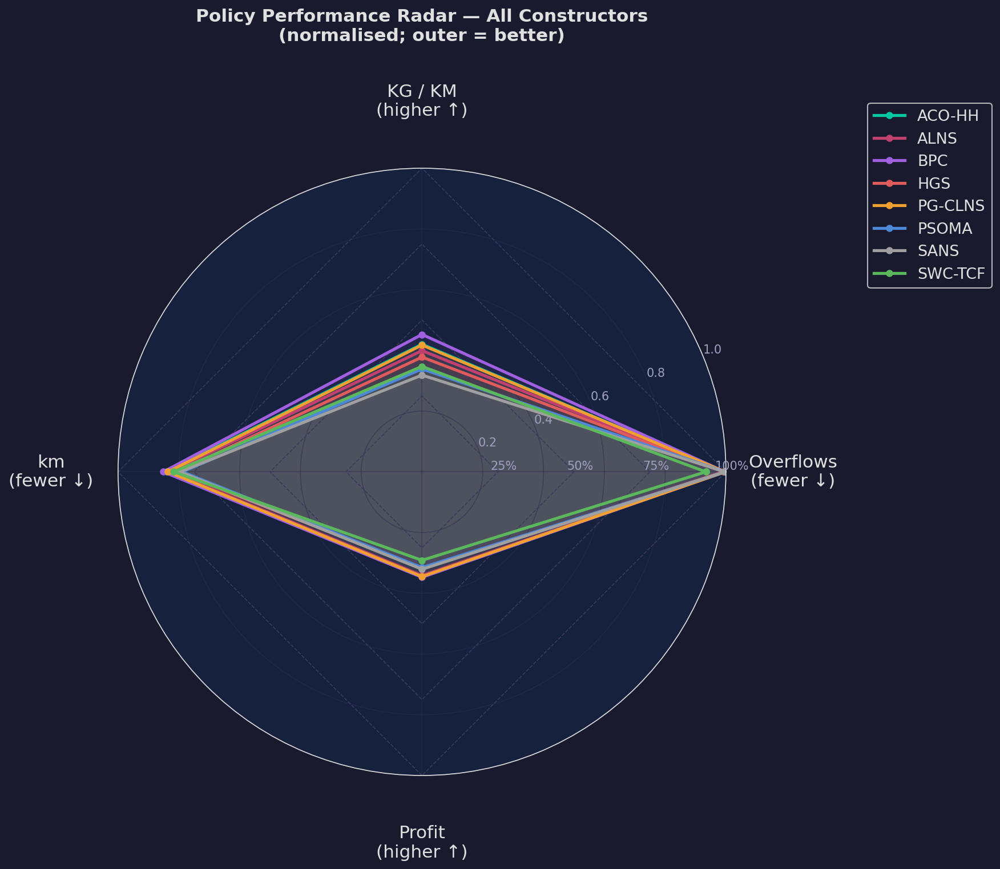 Policy Performance Radar — All Constructors
(normalised; outer = better)
KG / KM
(higher ↑)
ACO-HH
ALNS
BPC
HGS
PG-CLNS
PSOMA
SANS
SWC-TCF
1.0
0.8
0.6
0.4
0.2
25%
50%
75%
100%
Overflows
(fewer ↓)
km
(fewer ↓)
Profit
(higher ↑)